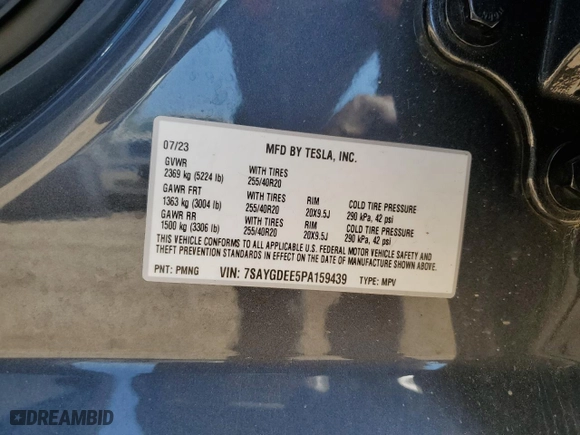 07/23 MFD BY TESLA, INC.
GVWR
2369 kg (5224 lb) WITH TIRES 255/40R20
GAWR FRT
1363 kg (3004 lb) WITH TIRES 255/40R20 RIM 20X9.5J COLD TIRE PRESSURE 290 kPa, 42 psi
GAWR RR
1500 kg (3306 lb) WITH TIRES 255/40R20 RIM 20X9.5J COLD TIRE PRESSURE 290 kPa, 42 psi
THIS VEHICLE CONFORMS TO ALL APPLICABLE U.S. FEDERAL MOTOR VEHICLE SAFETY AND
THEFT PREVENTION STANDARDS IN EFFECT ON THE DATE OF MANUFACTURE SHOWN ABOVE.
PNT: PMNG VIN: 7SAYGDEE5PA159439 TYPE: MPV
DREAMBID